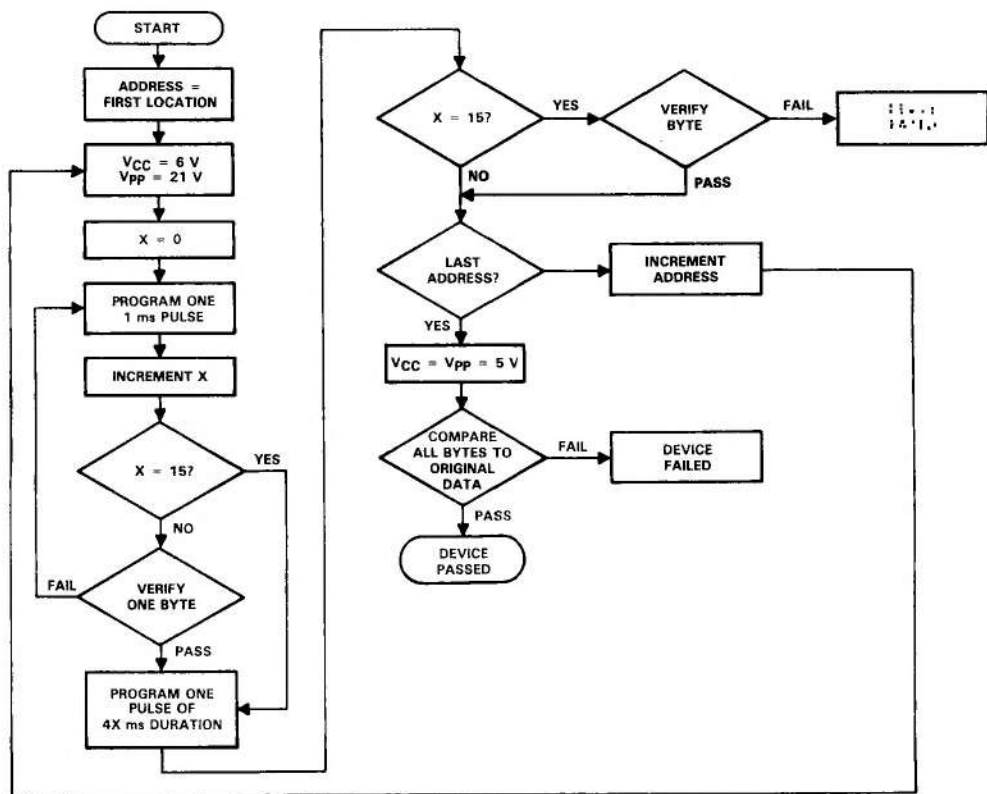 START
ADDRESS =
FIRST LOCATION
VCC = 6 V
VPP = 21 V
X = 0
PROGRAM ONE
1 ms PULSE
INCREMENT X
X = 15?
YES
NO
FAIL
VERIFY
ONE BYTE
PASS
PROGRAM ONE
PULSE OF
4X ms DURATION
X = 15?
YES
VERIFY
BYTE
FAIL
NO
PASS
LAST
ADDRESS?
INCREMENT
ADDRESS
YES
VCC = VPP = 5 V
COMPARE
ALL BYTES TO
ORIGINAL
DATA
FAIL
DEVICE
FAILED
PASS
DEVICE
PASSED